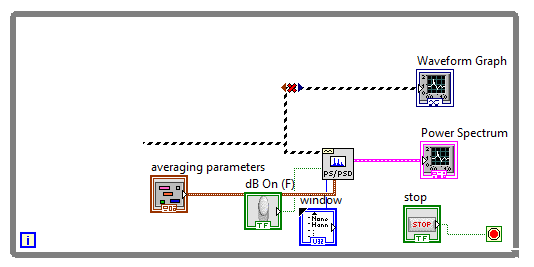 Waveform Graph
Power Spectrum
averaging parameters
PS/PSD
dB On (F)
TF
window
None
Hann
U32
stop
STOP
TF
i